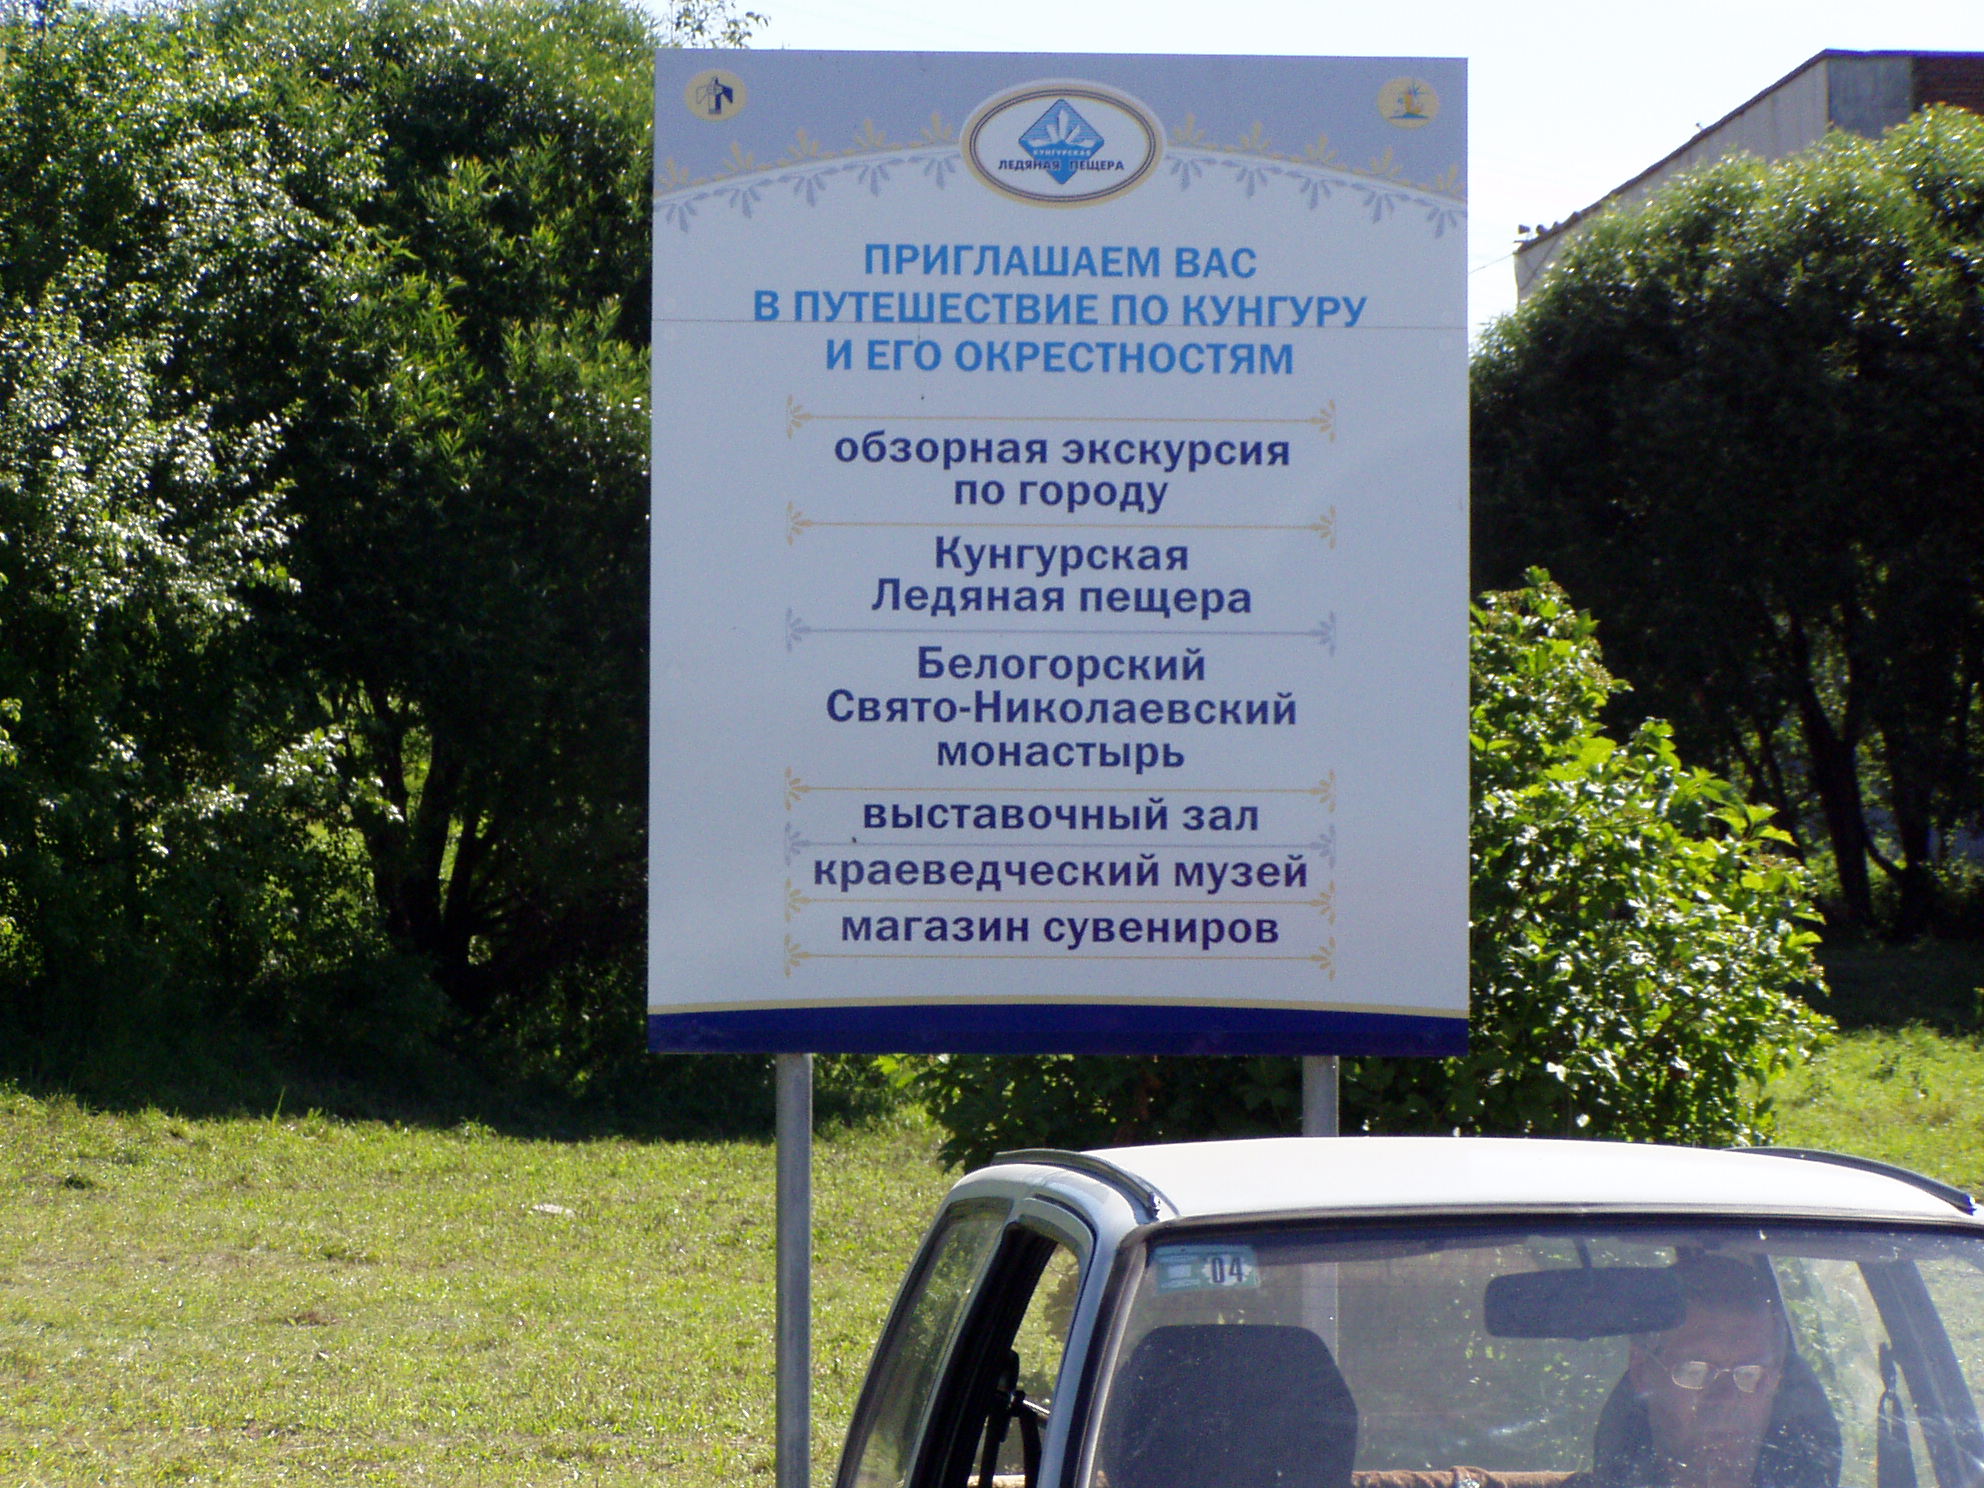 КУНГУРСКАЯ
ЛЕДЯНАЯ ПЕЩЕРА
ПРИГЛАШАЕМ ВАС
В ПУТЕШЕСТВИЕ ПО КУНГУРУ
И ЕГО ОКРЕСТНОСТЯМ
обзорная экскурсия
по городу
Кунгурская
Ледяная пещера
Белогорский
Свято-Николаевский
монастырь
выставочный зал
краеведческий музей
магазин сувениров
04